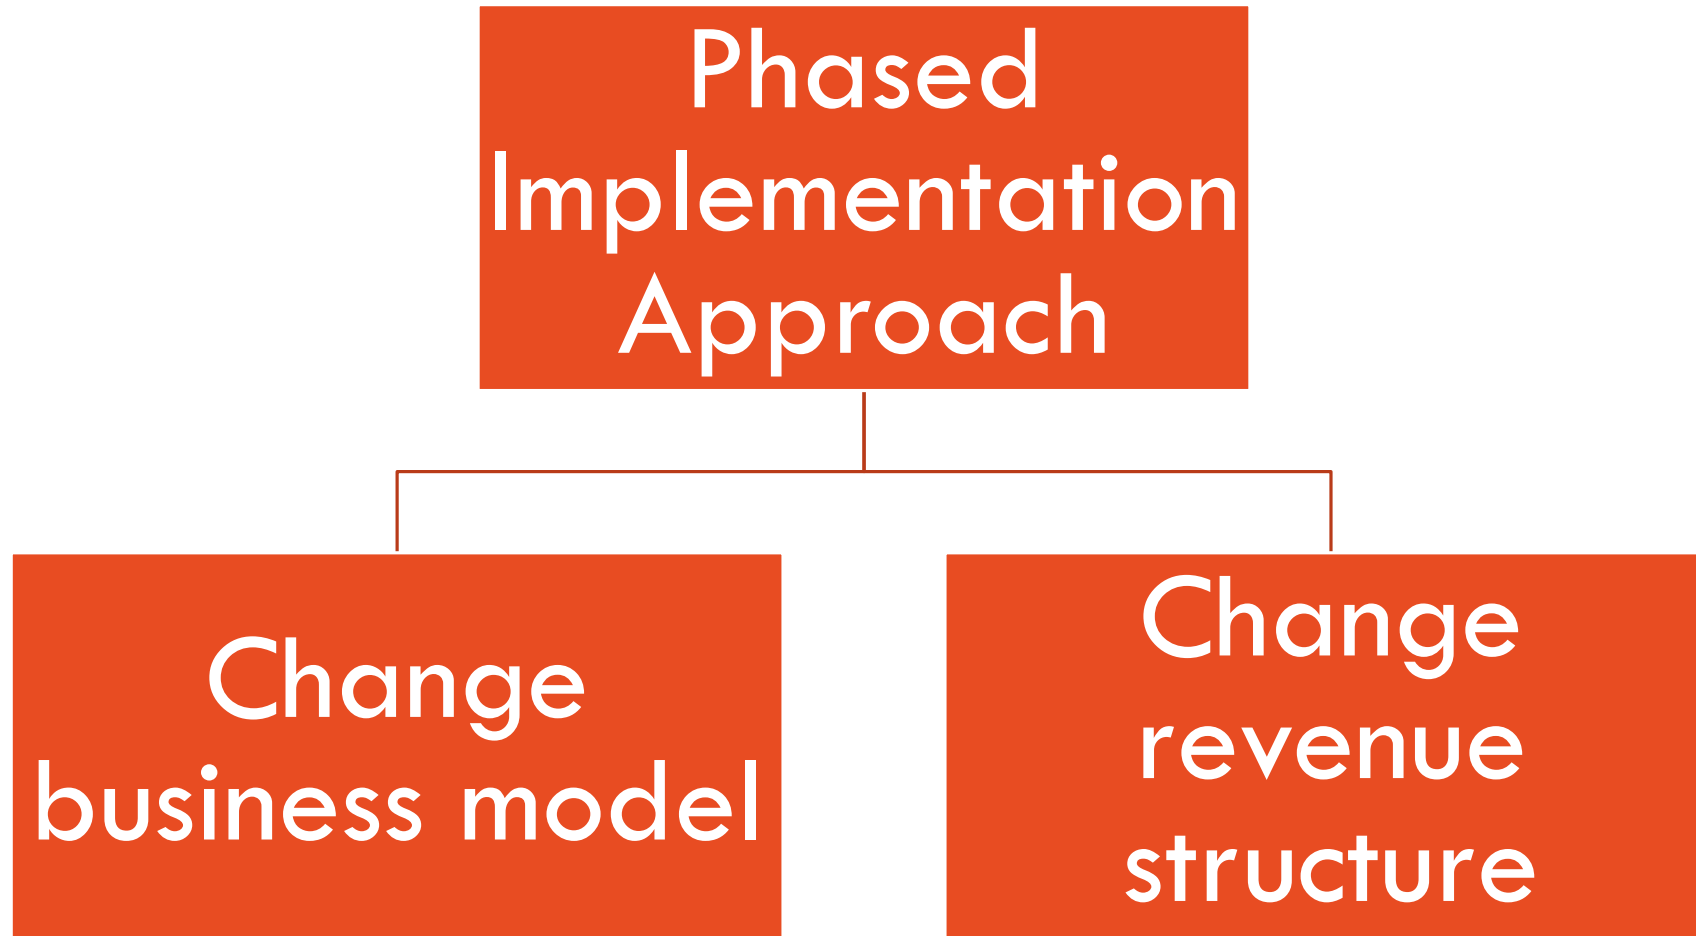 Phased
Implementation
Approach
Change
business model
Change
revenue
structure